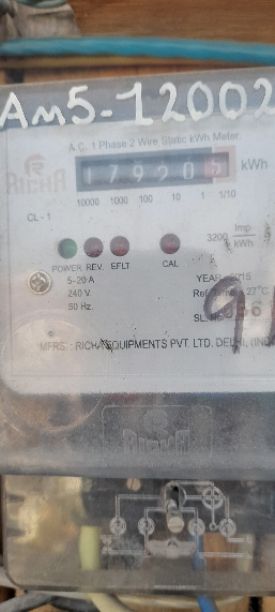 AM5-12002
A.C. 1 Phase 2 Wire Static kWh Meter
RICHA
179205 kWh
10000 1000 100 10 1 1/10
CL - 1
3200 Imp/kWh
POWER REV. EFLT CAL
5-20 A
240 V.
50 Hz.
YEAR
27°C
MFRS. : RICHA EQUIPMENTS PVT. LTD. DELHI,
RICHA